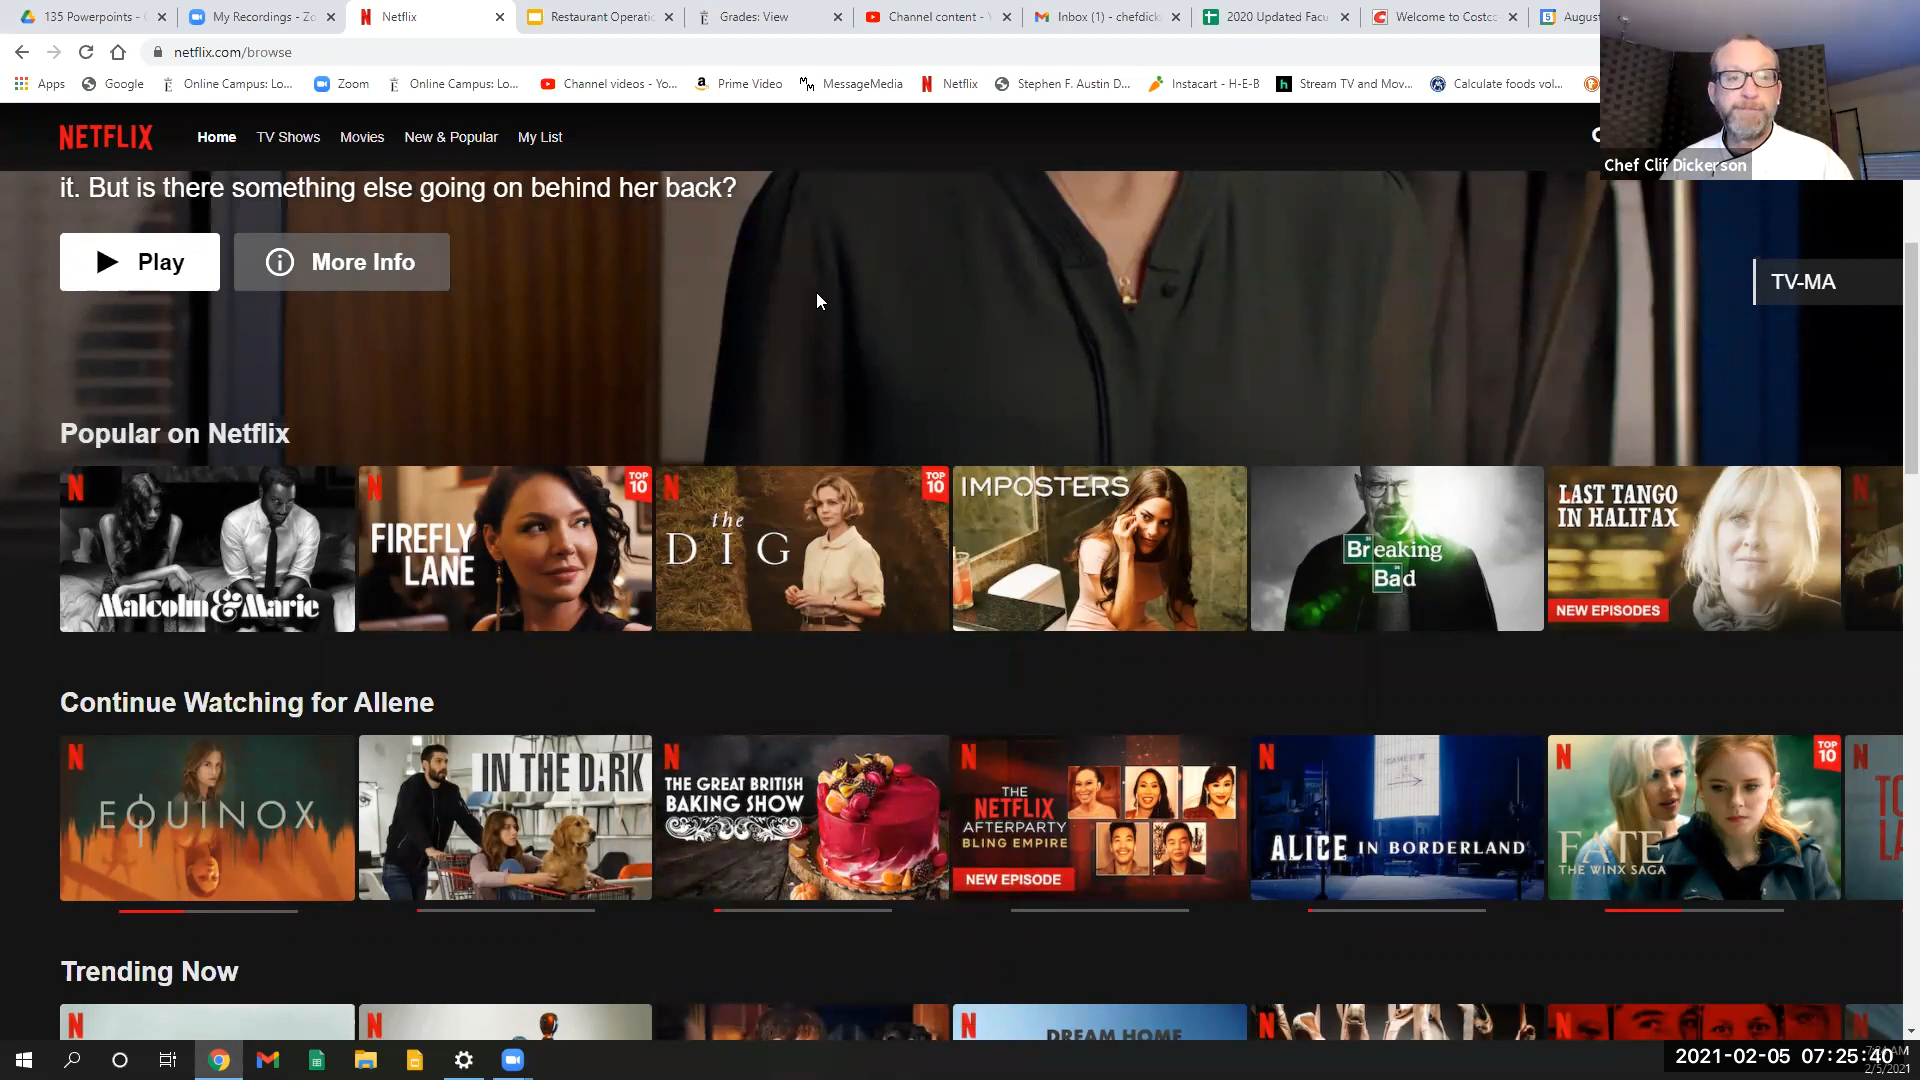 135 Powerpoints -
My Recordings - Zo
Netflix
Restaurant Operatio
Grades: View
Channel content - Y
Inbox (1) - chefdick
2020 Updated Facu
Welcome to Costco
5
August
netflix.com/browse
Apps
Google
Online Campus: Lo...
Zoom
Online Campus: Lo...
Channel videos - Yo...
Prime Video
MessageMedia
Netflix
Stephen F. Austin D...
Instacart - H-E-B
Stream TV and Mov...
Calculate foods vol...
NETFLIX
Home
TV Shows
Movies
New & Popular
My List
Chef Clif Dickerson
it. But is there something else going on behind her back?
Play
More Info
TV-MA
Popular on Netflix
Malcolm & Marie
TOP
10
FIREFLY
LANE
TOP
10
the
DIG
IMPOSTERS
Breaking
Bad
LAST TANGO
IN HALIFAX
NEW EPISODES
Continue Watching for Allene
EQUINOX
IN THE DARK
THE GREAT BRITISH
BAKING SHOW
THE
NETFLIX
AFTERPARTY
BLING EMPIRE
NEW EPISODE
ALICE IN BORDERLAND
TOP
10
FATE
THE WINX SAGA
Trending Now
DREAM HOME
2021-02-05 07:25:40
2/5/2021